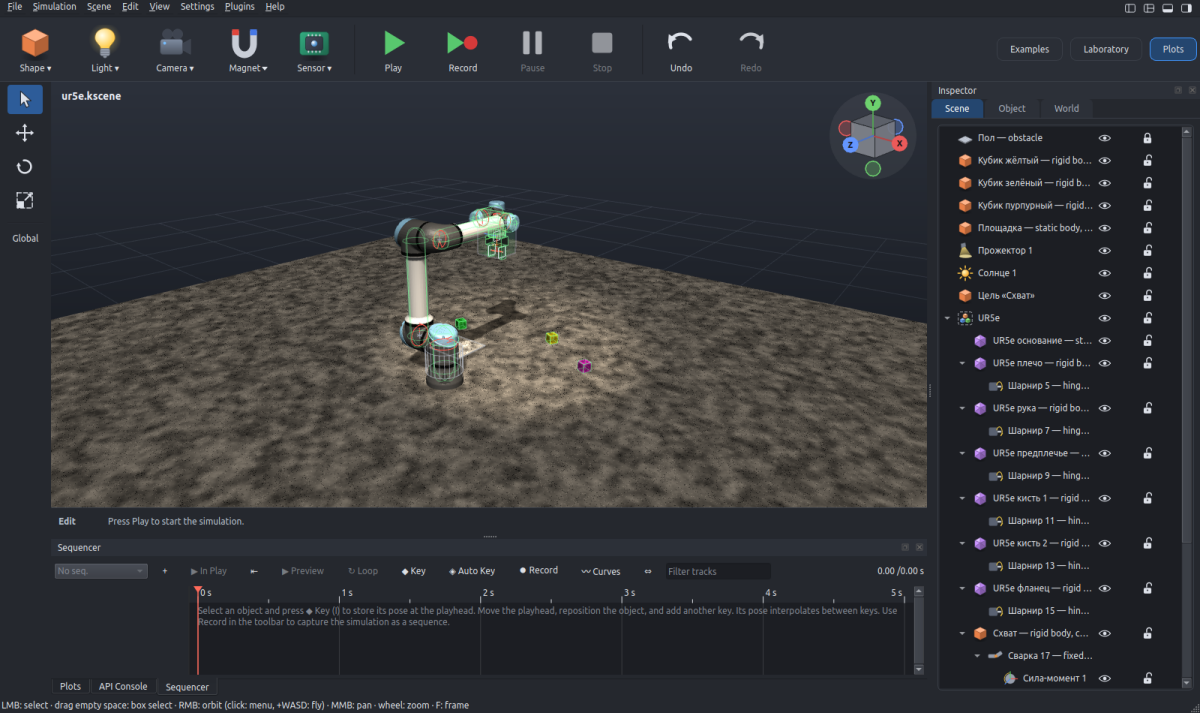 File Simulation Scene Edit View Settings Plugins Help
Shape ▾ Light ▾ Camera ▾ Magnet ▾ Sensor ▾ Play Record Pause Stop Undo Redo Examples Laboratory Plots
ur5e.kscene
Y
Z X
Global
Inspector
Scene Object World
Пол — obstacle
Кубик жёлтый — rigid bo...
Кубик зелёный — rigid b...
Кубик пурпурный — rigid...
Площадка — static body, ...
Прожектор 1
Солнце 1
Цель «Схват»
UR5e
UR5e основание — st...
UR5e плечо — rigid b...
Шарнир 5 — hing...
UR5e рука — rigid bo...
Шарнир 7 — hing...
UR5e предплечье — ...
Шарнир 9 — hing...
UR5e кисть 1 — rigid ...
Шарнир 11 — hin...
UR5e кисть 2 — rigid ...
Шарнир 13 — hin...
UR5e фланец — rigid ...
Шарнир 15 — hin...
Схват — rigid body, c...
Сварка 17 — fixed...
Сила-момент 1
Edit Press Play to start the simulation.
Sequencer
No seq. + ▶ In Play ⇤ ▶ Preview ↻ Loop ◆ Key ◈ Auto Key ● Record Curves ⇔ Filter tracks 0.00 /0.00 s
0 s 1 s 2 s 3 s 4 s 5 s
Select an object and press ◆ Key (I) to store its pose at the playhead. Move the playhead, reposition the object, and add another key. Its pose interpolates between keys. Use
Record in the toolbar to capture the simulation as a sequence.
Plots API Console Sequencer
LMB: select · drag empty space: box select · RMB: orbit (click: menu, +WASD: fly) · MMB: pan · wheel: zoom · F: frame